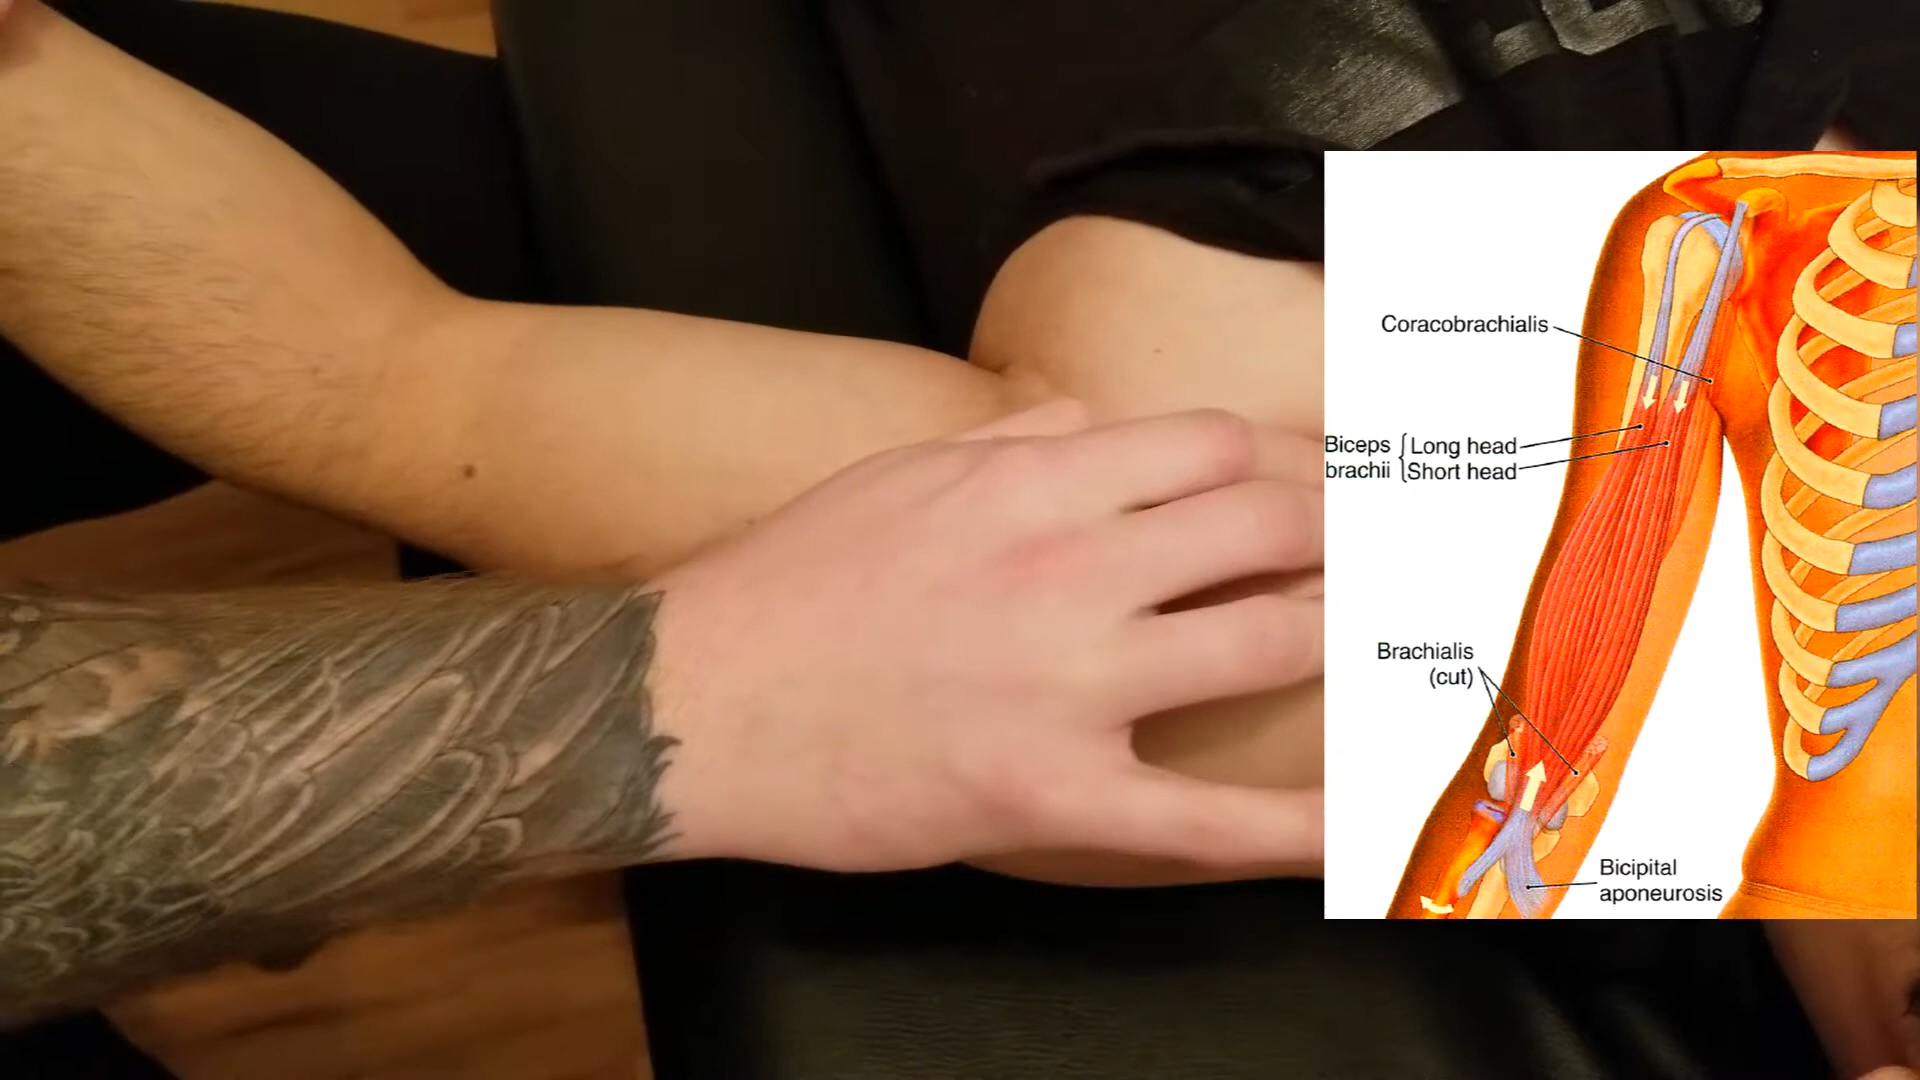 Coracobrachialis
Biceps brachii
Long head
Short head
Brachialis
(cut)
Bicipital
aponeurosis